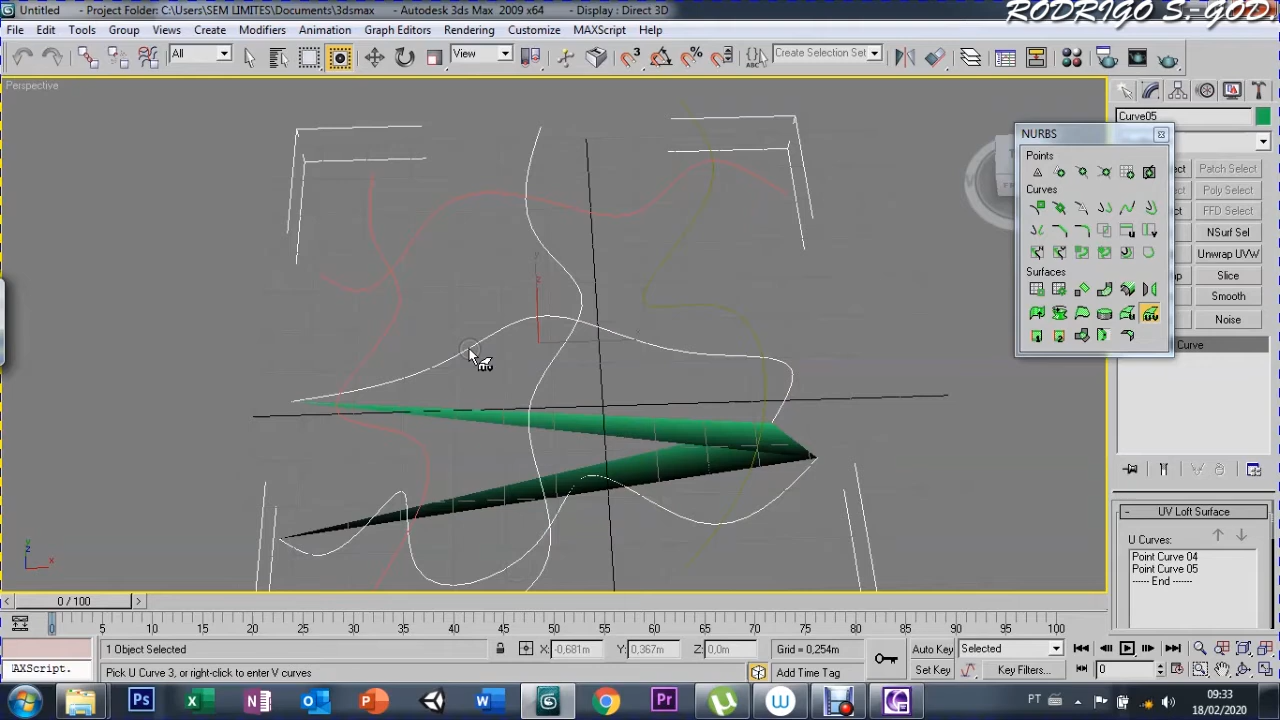 Untitled - Project Folder: C:\Users\SEM LIMITES\Documents\3dsmax - Autodesk 3ds Max 2009 x64 - Display : Direct 3D
RODRIGO S.-GOD.
File Edit Tools Group Views Create Modifiers Animation Graph Editors Rendering Customize MAXScript Help
All View 3 % ABC Create Selection Set
Perspective
Curve05
NURBS
Points
Curves
Surfaces
Patch Select
Poly Select
FFD Select
NSurf Sel
Unwrap UVW
Slice
Smooth
Noise
Curve
UV Loft Surface
U Curves:
Point Curve 04
Point Curve 05
----- End -------
y
z
x
z
x
0 / 100
0 5 10 15 20 25 30 35 40 45 50 55 60 65 70 75 80 85 90 95 100
1 Object Selected X: -0,681m Y: 0,367m Z: 0,0m Grid = 0,254m Auto Key Selected
AXScript. Pick U Curve 3, or right-click to enter V curves Add Time Tag Set Key Key Filters... 0
PT 09:33
18/02/2020